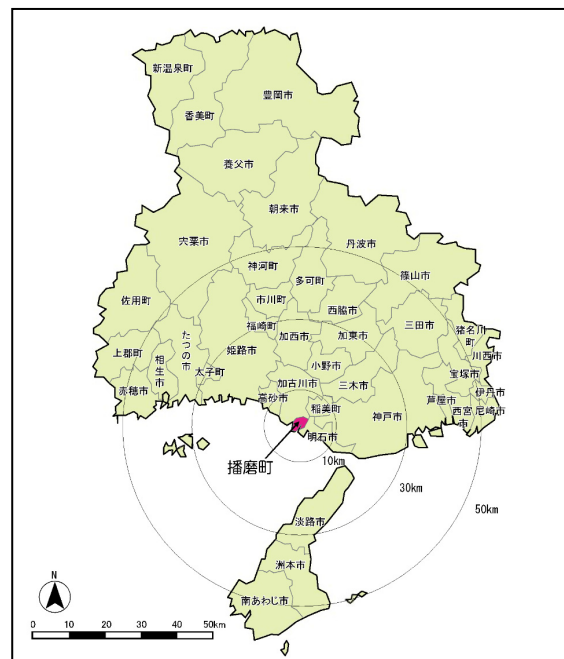 新温泉町
豊岡市
香美町
養父市
朝来市
宍粟市
丹波市
神河町
多可町
篠山市
佐用町
市川町
西脇市
たつの市
福崎町
加西市
加東市
三田市
猪名川町
川西市
上郡町
相生市
姫路市
太子町
小野市
宝塚市
赤穂市
加古川市
三木市
伊丹市
高砂市
稲美町
神戸市
芦屋市
西宮市
尼崎市
明石市
播磨町
10km
30km
50km
淡路市
洲本市
南あわじ市
N
0 10 20 30 40 50km